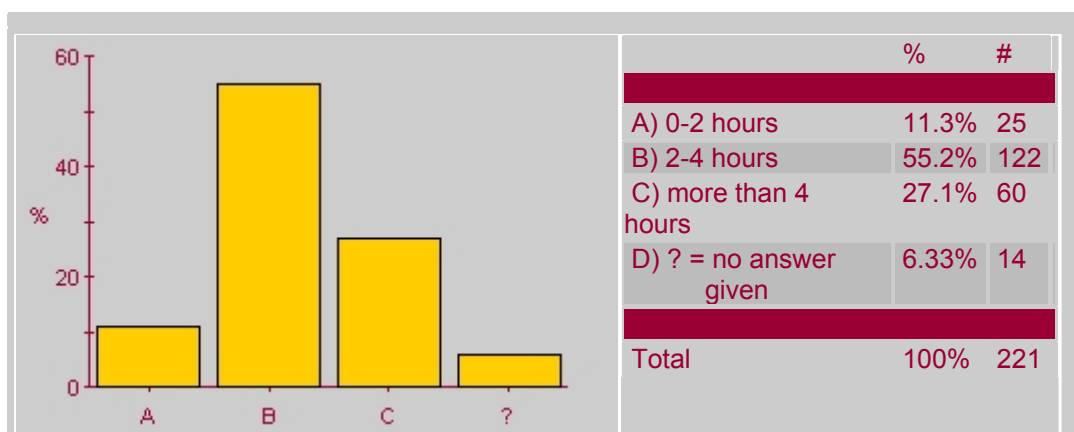 60
40
%
20
0
A B C ?
% #
A) 0-2 hours 11.3% 25
B) 2-4 hours 55.2% 122
C) more than 4 27.1% 60
hours
D) ? = no answer 6.33% 14
given
Total 100% 221